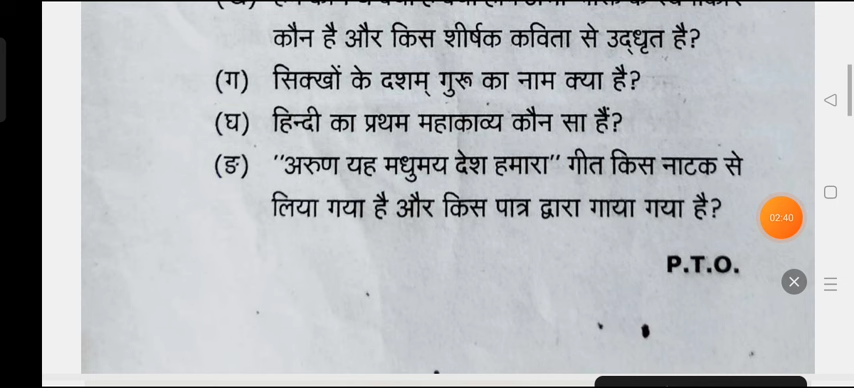 कौन है और किस शीर्षक कविता से उद्धृत है?
(ग) सिक्खों के दशम् गुरू का नाम क्या है?
(घ) हिन्दी का प्रथम महाकाव्य कौन सा हैं?
(ङ) ''अरुण यह मधुमय देश हमारा'' गीत किस नाटक से
लिया गया है और किस पात्र द्वारा गाया गया है?
02:40
P.T.O.